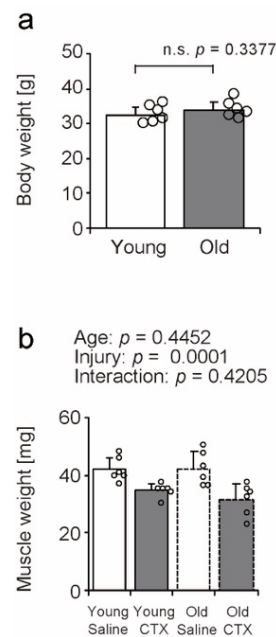 a
n.s. p = 0.3377
Body weight [g]
50
40
30
20
10
0
Young Old
b
Age: p = 0.4452
Injury: p = 0.0001
Interaction: p = 0.4205
Muscle weight [mg]
60
40
20
0
Young Young Old Old
Saline CTX Saline CTX